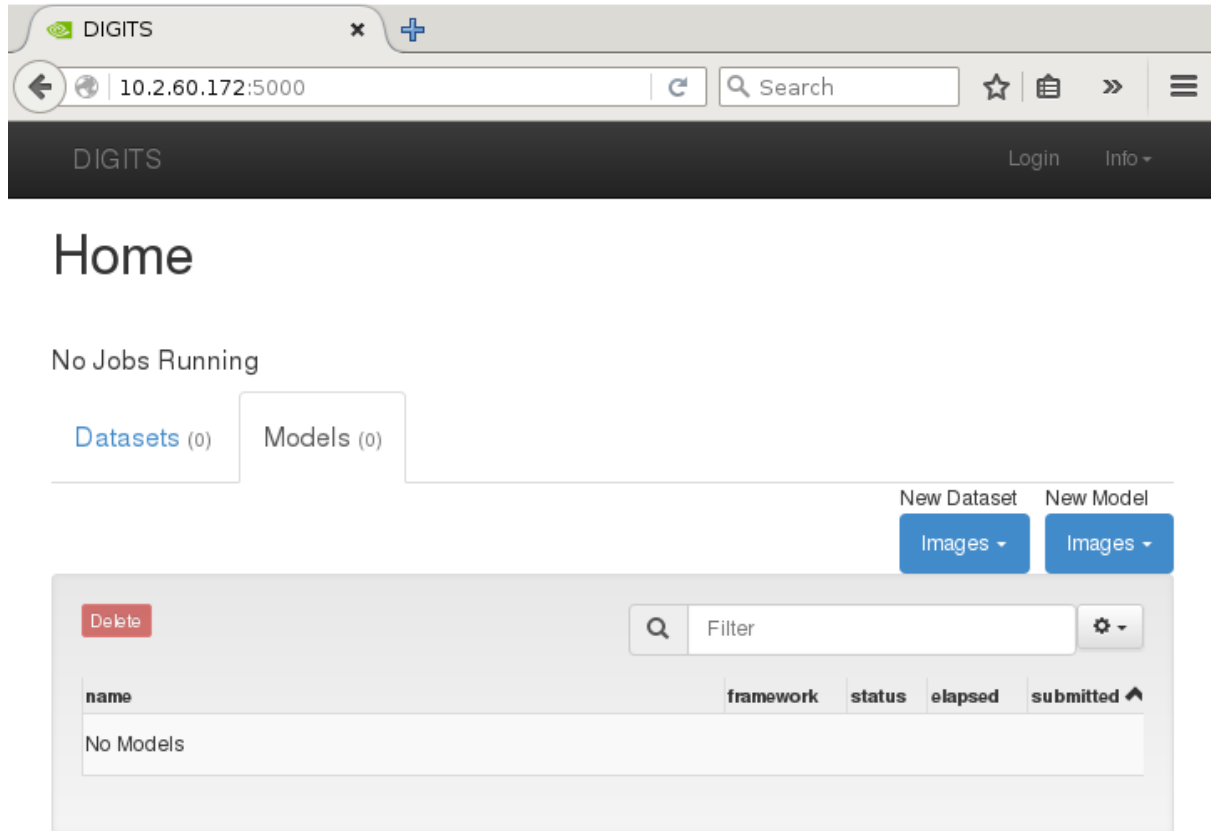 DIGITS
10.2.60.172:5000 Search
DIGITS Login Info
Home
No Jobs Running
Datasets (0) Models (0)
New Dataset New Model
Images Images
Delete Filter
name framework status elapsed submitted
No Models